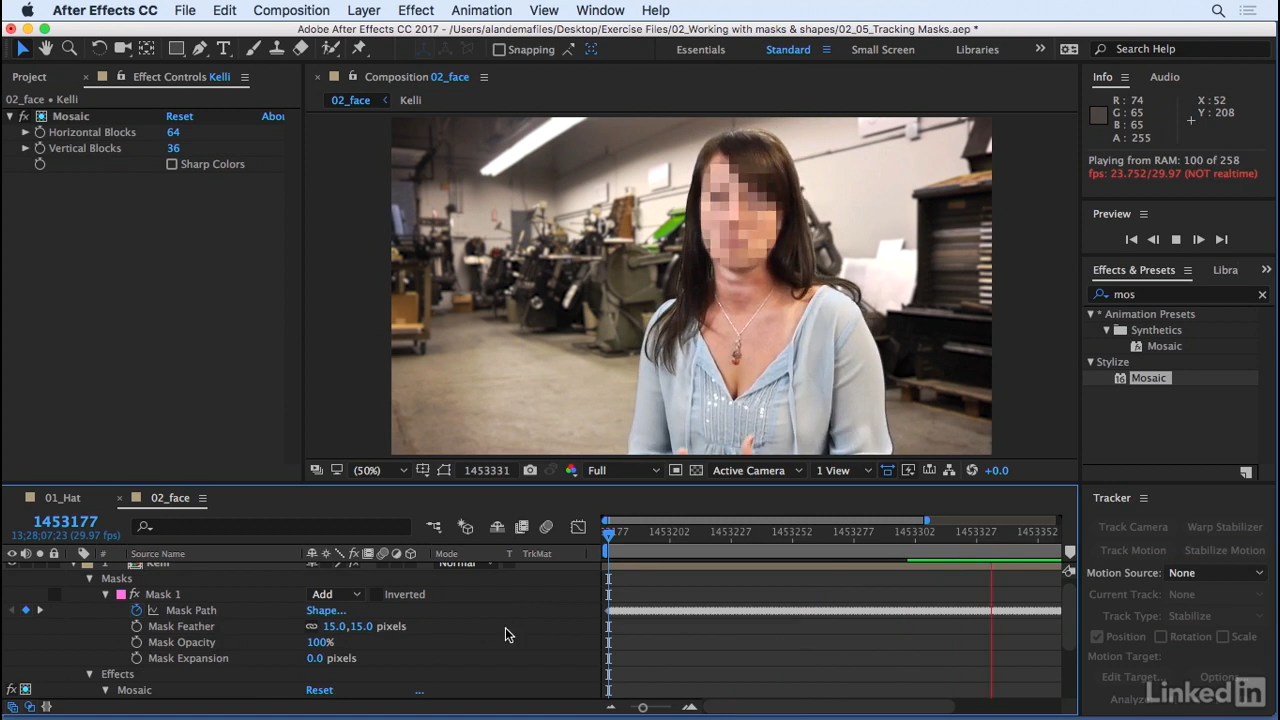 After Effects CC File Edit Composition Layer Effect Animation View Window Help
Adobe After Effects CC 2017 - /Users/alandemafiles/Desktop/Exercise Files/02_Working with masks & shapes/02_05_Tracking Masks.aep *
Snapping Essentials Standard Small Screen Libraries Search Help
Project Effect Controls Kelli
02_face • Kelli
fx Mosaic Reset Abou
Horizontal Blocks 64
Vertical Blocks 36
Sharp Colors
Composition 02_face
02_face Kelli
(50%) 1453331 Full Active Camera 1 View +0.0
Info Audio
R : 74 X : 52
G : 65 Y : 208
B : 65
A : 255
Playing from RAM: 100 of 258
fps: 23.752/29.97 (NOT realtime)
Preview
Effects & Presets Libra
mos
* Animation Presets
Synthetics
Mosaic
Stylize
Mosaic
01_Hat 02_face
1453177
13;28;07;23 (29.97 fps)
# Source Name Mode T TrkMat
177 1453202 1453227 1453252 1453277 1453302 1453327 1453352
1 Kelli Normal
Masks
Mask 1 Add Inverted
Mask Path Shape...
Mask Feather 15.0,15.0 pixels
Mask Opacity 100%
Mask Expansion 0.0 pixels
Effects
fx Mosaic Reset ...
Tracker
Track Camera Warp Stabilizer
Track Motion Stabilize Motion
Motion Source: None
Current Track: None
Track Type: Stabilize
Position Rotation Scale
Motion Target:
Edit Target... Options...
Analyze:
LinkedIn